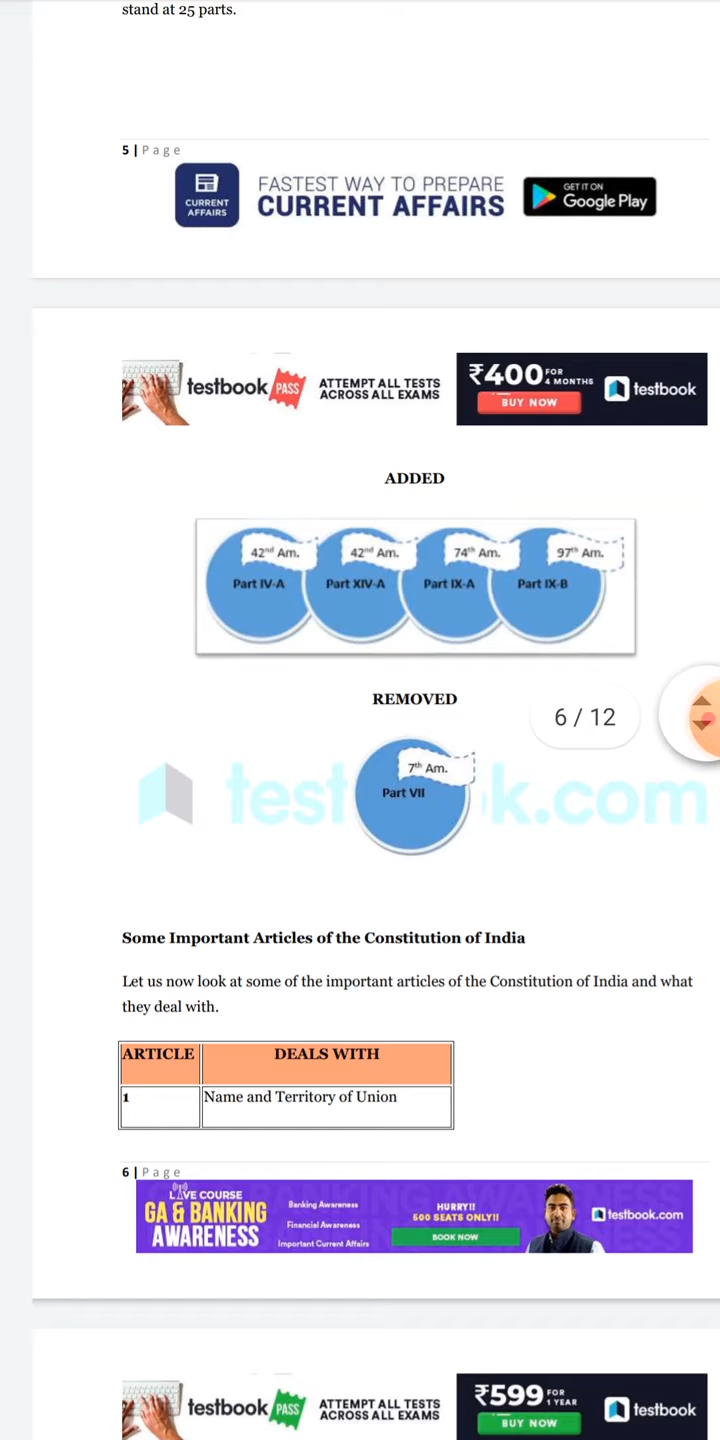 stand at 25 parts.
5 | Page
CURRENT
AFFAIRS
FASTEST WAY TO PREPARE
CURRENT AFFAIRS
GET IT ON
Google Play
testbook PASS
ATTEMPT ALL TESTS
ACROSS ALL EXAMS
₹400 FOR
4 MONTHS
BUY NOW
testbook
ADDED
42nd Am. 42nd Am. 74th Am. 97th Am.
Part IV-A Part XIV-A Part IX-A Part IX-B
REMOVED
6 / 12
7th Am.
Part VII
test k.com
Some Important Articles of the Constitution of India
Let us now look at some of the important articles of the Constitution of India and what
they deal with.
ARTICLE DEALS WITH
1 Name and Territory of Union
6 | Page
LIVE COURSE
GA & BANKING
AWARENESS
Banking Awareness
Financial Awareness
Important Current Affairs
HURRY!!
500 SEATS ONLY!!
BOOK NOW
testbook.com
testbook PASS
ATTEMPT ALL TESTS
ACROSS ALL EXAMS
₹599 FOR
1 YEAR
BUY NOW
testbook